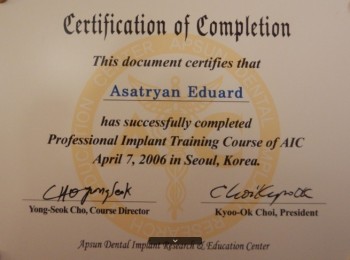 Certification of Completion
This document certifies that
Asatryan Eduard
has successfully completed
Professional Implant Training Course of AIC
April 7, 2006 in Seoul, Korea.
Yong-Seok Cho, Course Director
Kyoo-Ok Choi, President
Apsun Dental Implant Research & Education Center